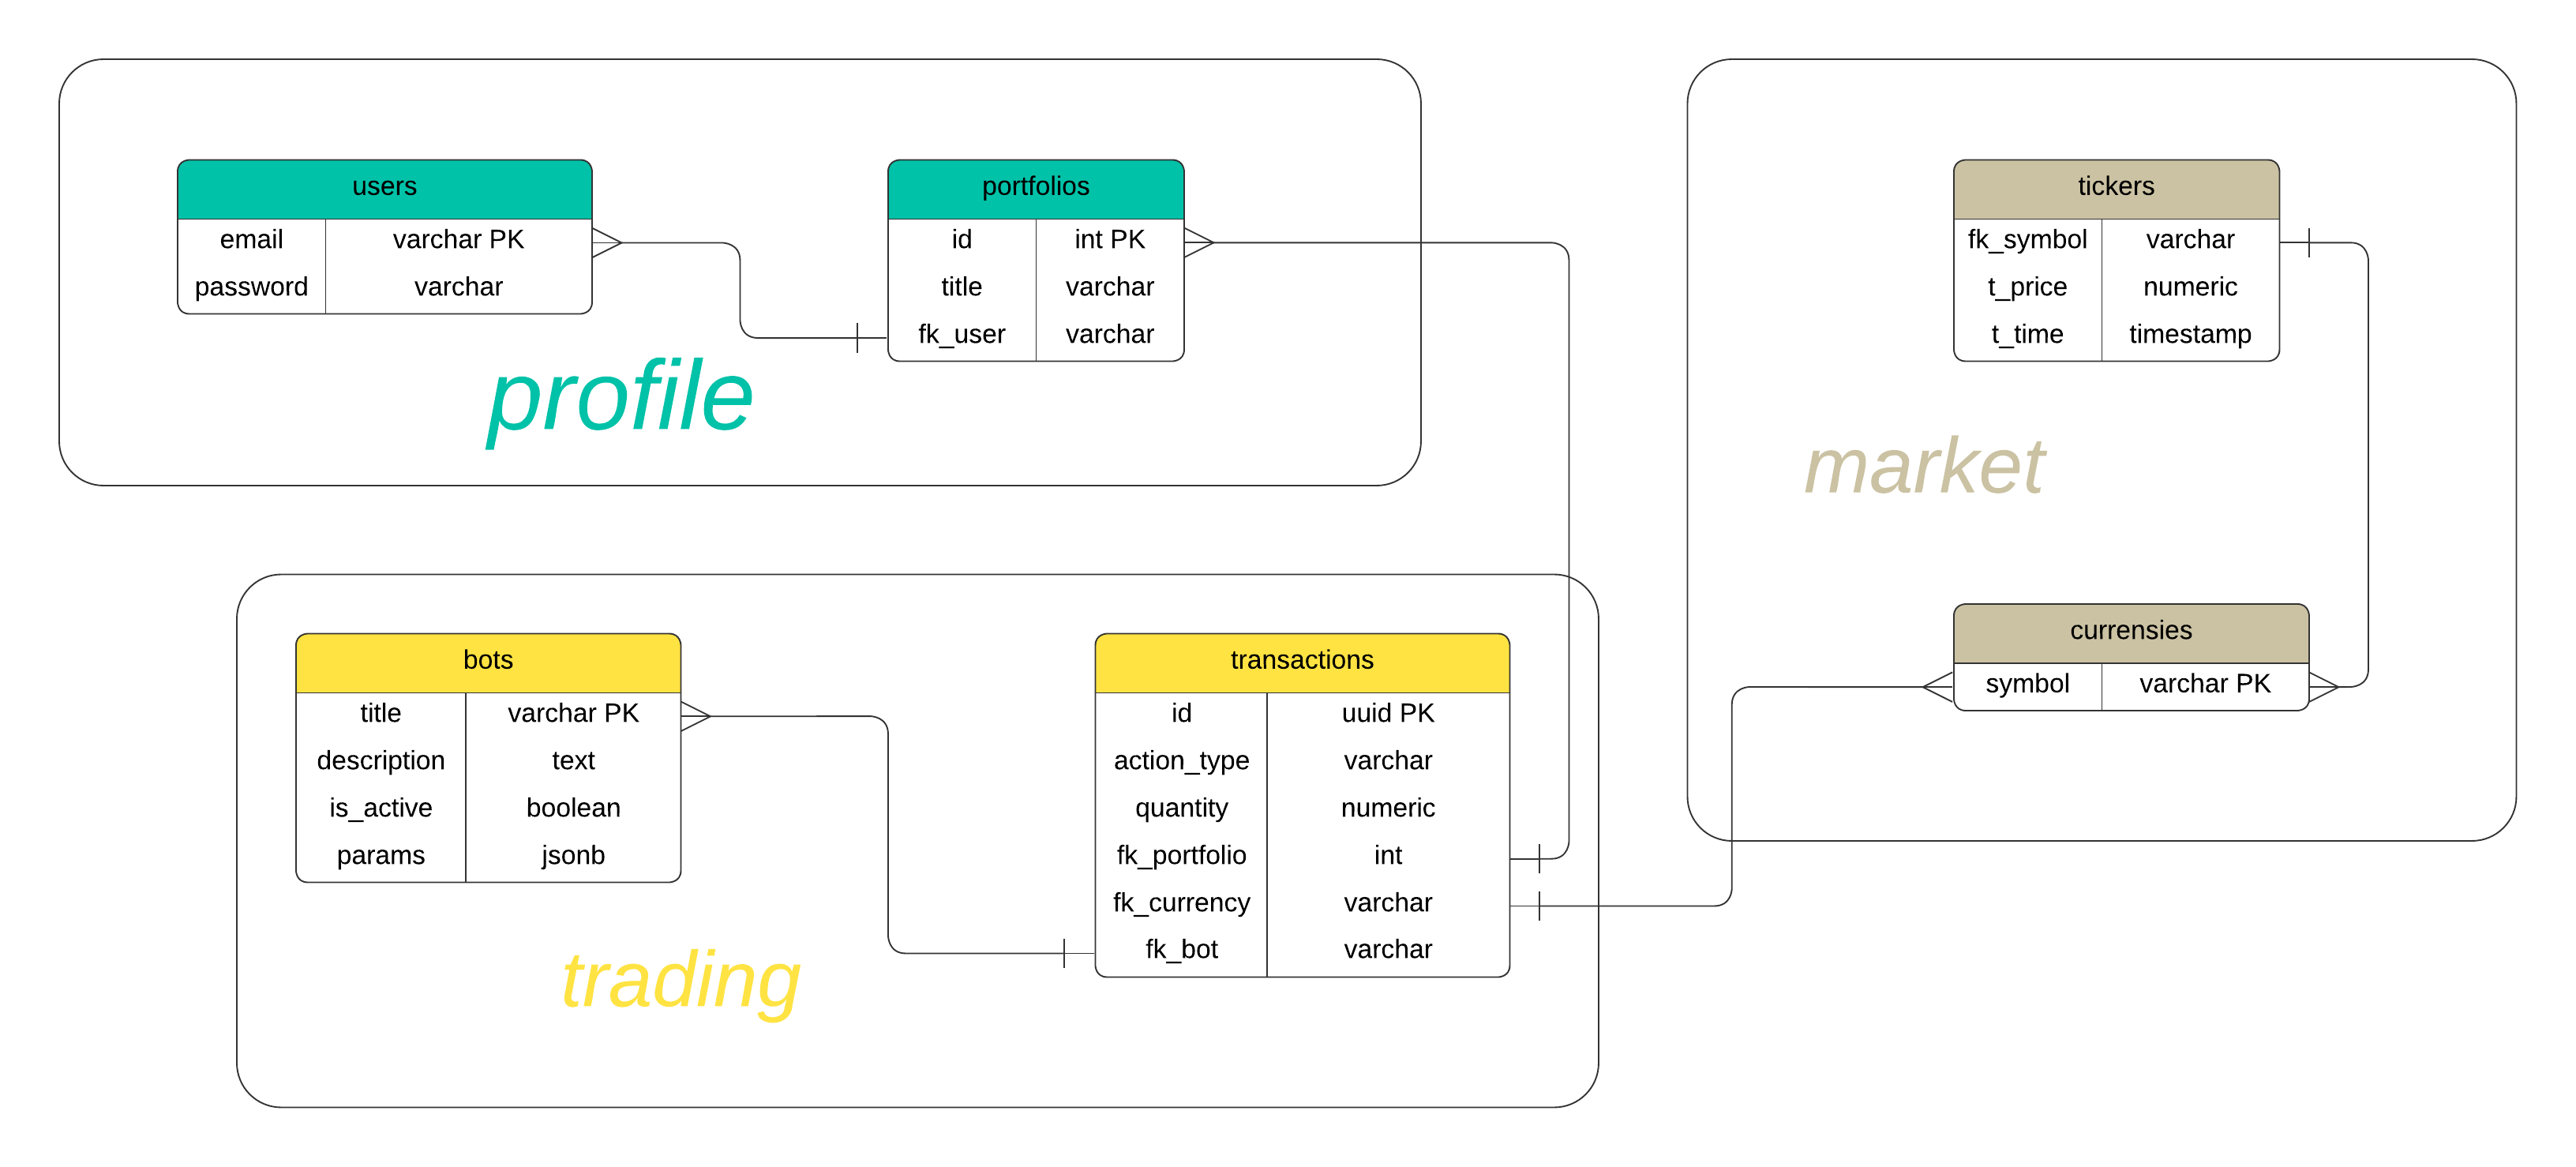 users
email varchar PK
password varchar
portfolios
id int PK
title varchar
fk_user varchar
profile
tickers
fk_symbol varchar
t_price numeric
t_time timestamp
market
currensies
symbol varchar PK
bots
title varchar PK
description text
is_active boolean
params jsonb
transactions
id uuid PK
action_type varchar
quantity numeric
fk_portfolio int
fk_currency varchar
fk_bot varchar
trading